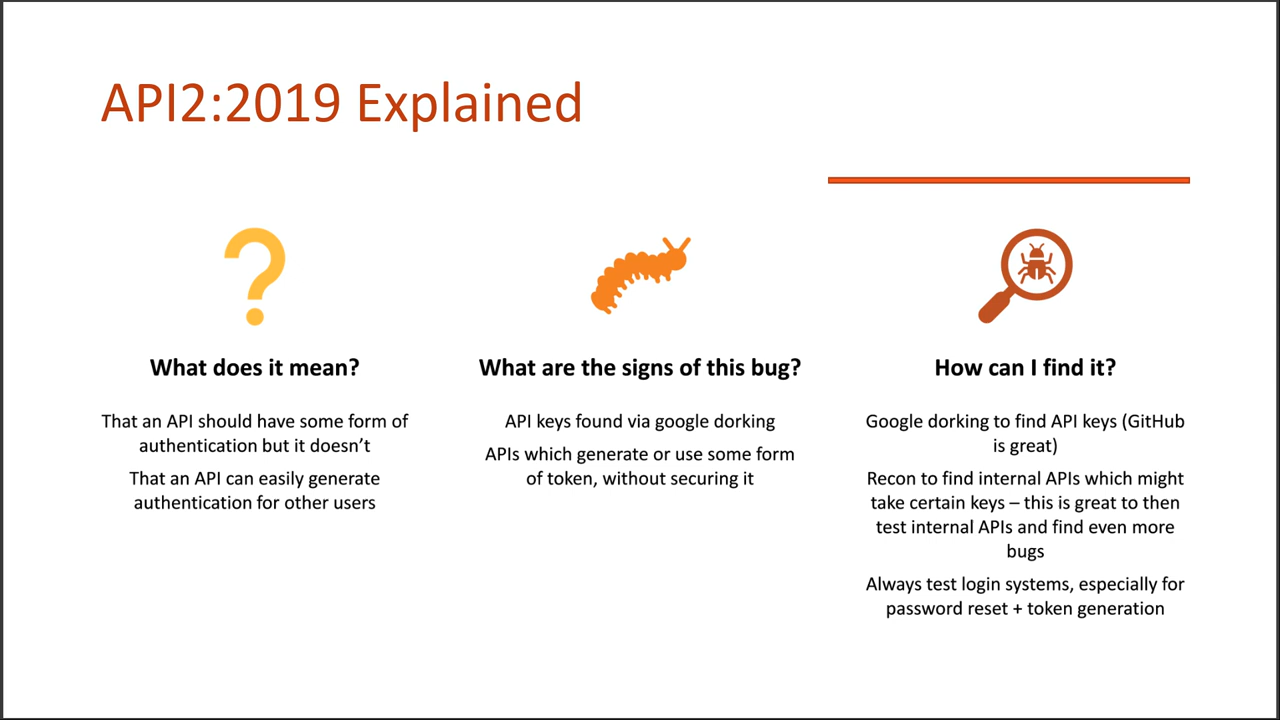 API2:2019 Explained
What does it mean?
That an API should have some form of
authentication but it doesn’t
That an API can easily generate
authentication for other users
What are the signs of this bug?
API keys found via google dorking
APIs which generate or use some form
of token, without securing it
How can I find it?
Google dorking to find API keys (GitHub
is great)
Recon to find internal APIs which might
take certain keys – this is great to then
test internal APIs and find even more
bugs
Always test login systems, especially for
password reset + token generation